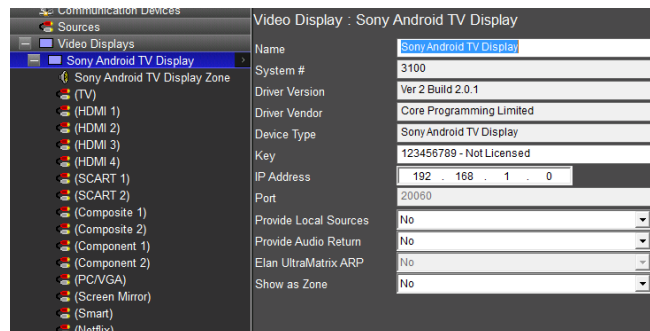 Communication Devices
Sources
Video Displays
Sony Android TV Display
Sony Android TV Display Zone
(TV)
(HDMI 1)
(HDMI 2)
(HDMI 3)
(HDMI 4)
(SCART 1)
(SCART 2)
(Composite 1)
(Composite 2)
(Component 1)
(Component 2)
(PC/VGA)
(Screen Mirror)
(Smart)
(Netflix)
Video Display : Sony Android TV Display
Name Sony Android TV Display
System # 3100
Driver Version Ver 2 Build 2.0.1
Driver Vendor Core Programming Limited
Device Type Sony Android TV Display
Key 123456789 - Not Licensed
IP Address 192 . 168 . 1 . 0
Port 20060
Provide Local Sources No
Provide Audio Return No
Elan UltraMatrix ARP No
Show as Zone No